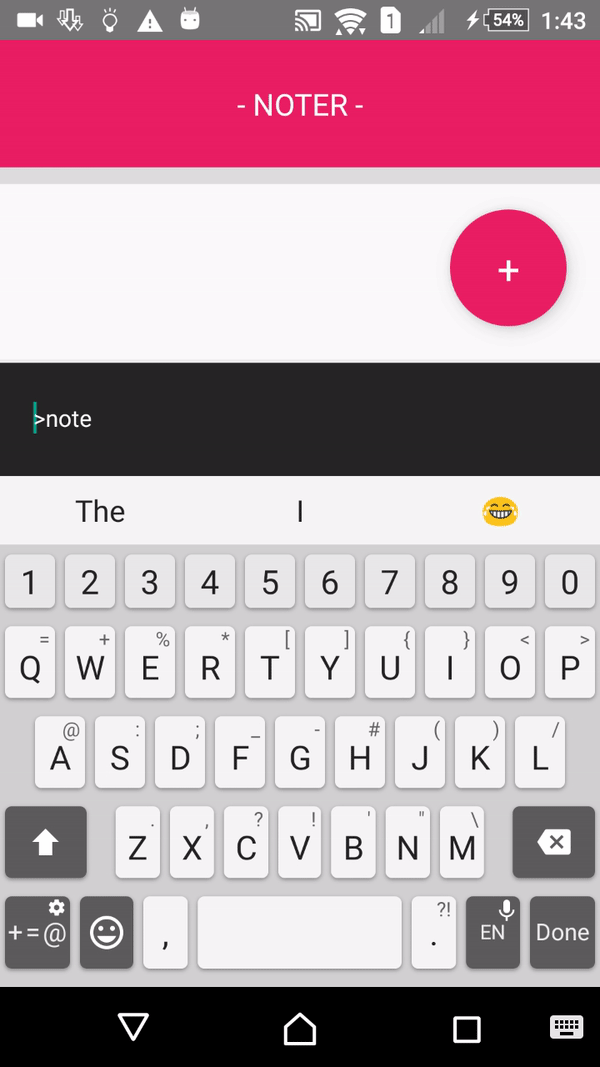 1 54% 1:43
- NOTER -
+
>note
The I
1 2 3 4 5 6 7 8 9 0
= + % * [ ] { } < >
Q W E R T Y U I O P
@ : ; _ - # ( ) /
A S D F G H J K L
. , ? ! ' " \
Z X C V B N M
?!
+=@ , . EN Done